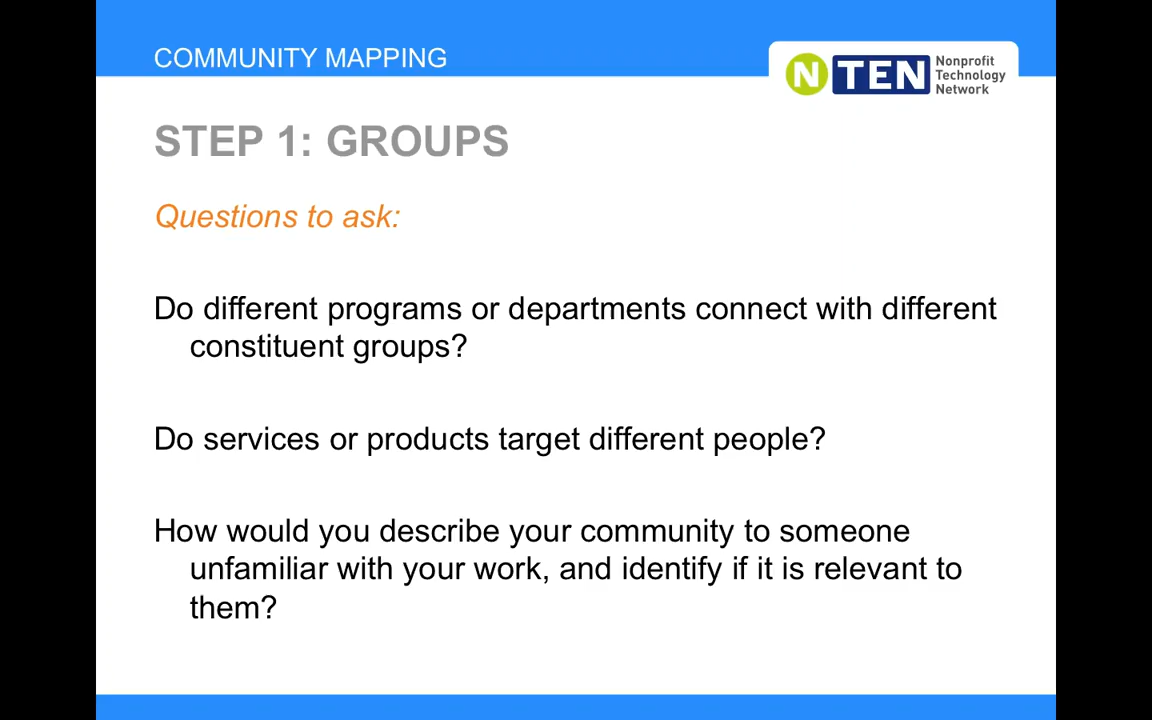 COMMUNITY MAPPING
N TEN Nonprofit
Technology
Network
STEP 1: GROUPS
Questions to ask:
Do different programs or departments connect with different
constituent groups?
Do services or products target different people?
How would you describe your community to someone
unfamiliar with your work, and identify if it is relevant to
them?